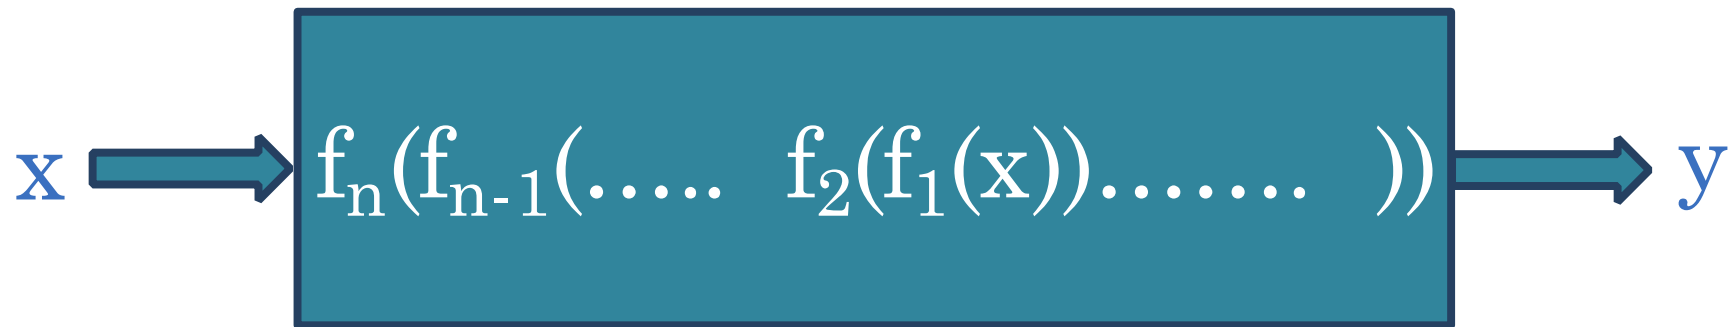 x fₙ(fₙ₋₁(..... f₂(f₁(x))....... )) y